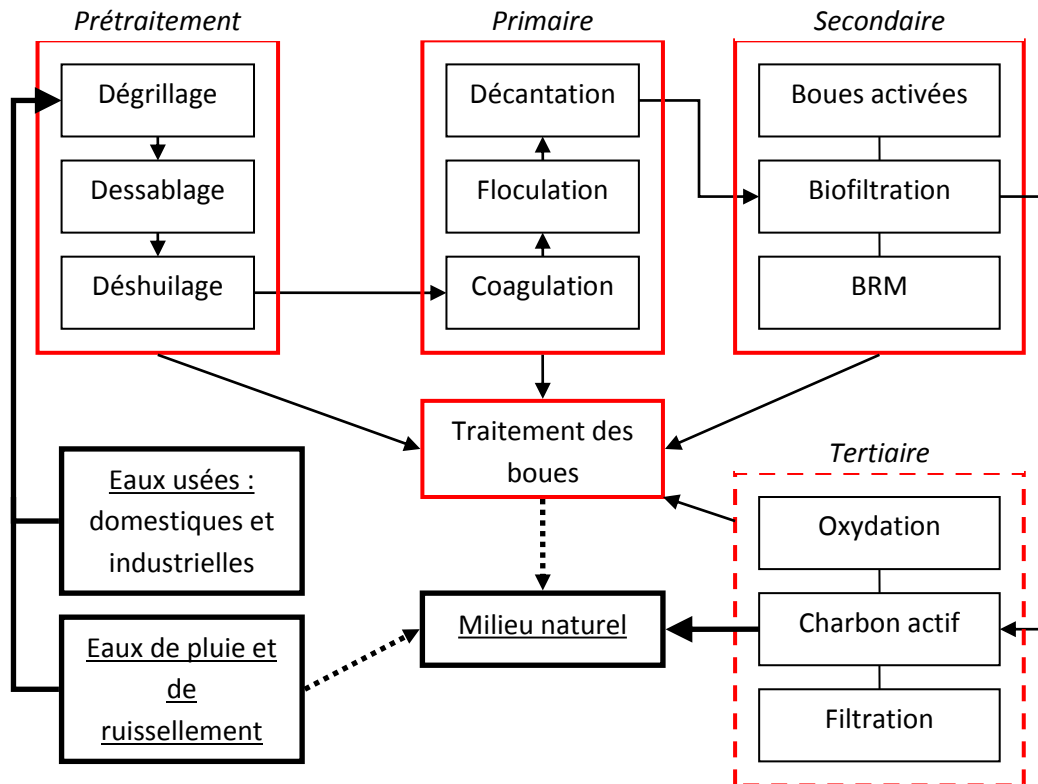 Prétraitement
Dégrillage
Dessablage
Déshuilage
Primaire
Décantation
Floculation
Coagulation
Secondaire
Boues activées
Biofiltration
BRM
Traitement des
boues
Tertiaire
Oxydation
Charbon actif
Filtration
Eaux usées :
domestiques et
industrielles
Eaux de pluie et
de
ruissellement
Milieu naturel